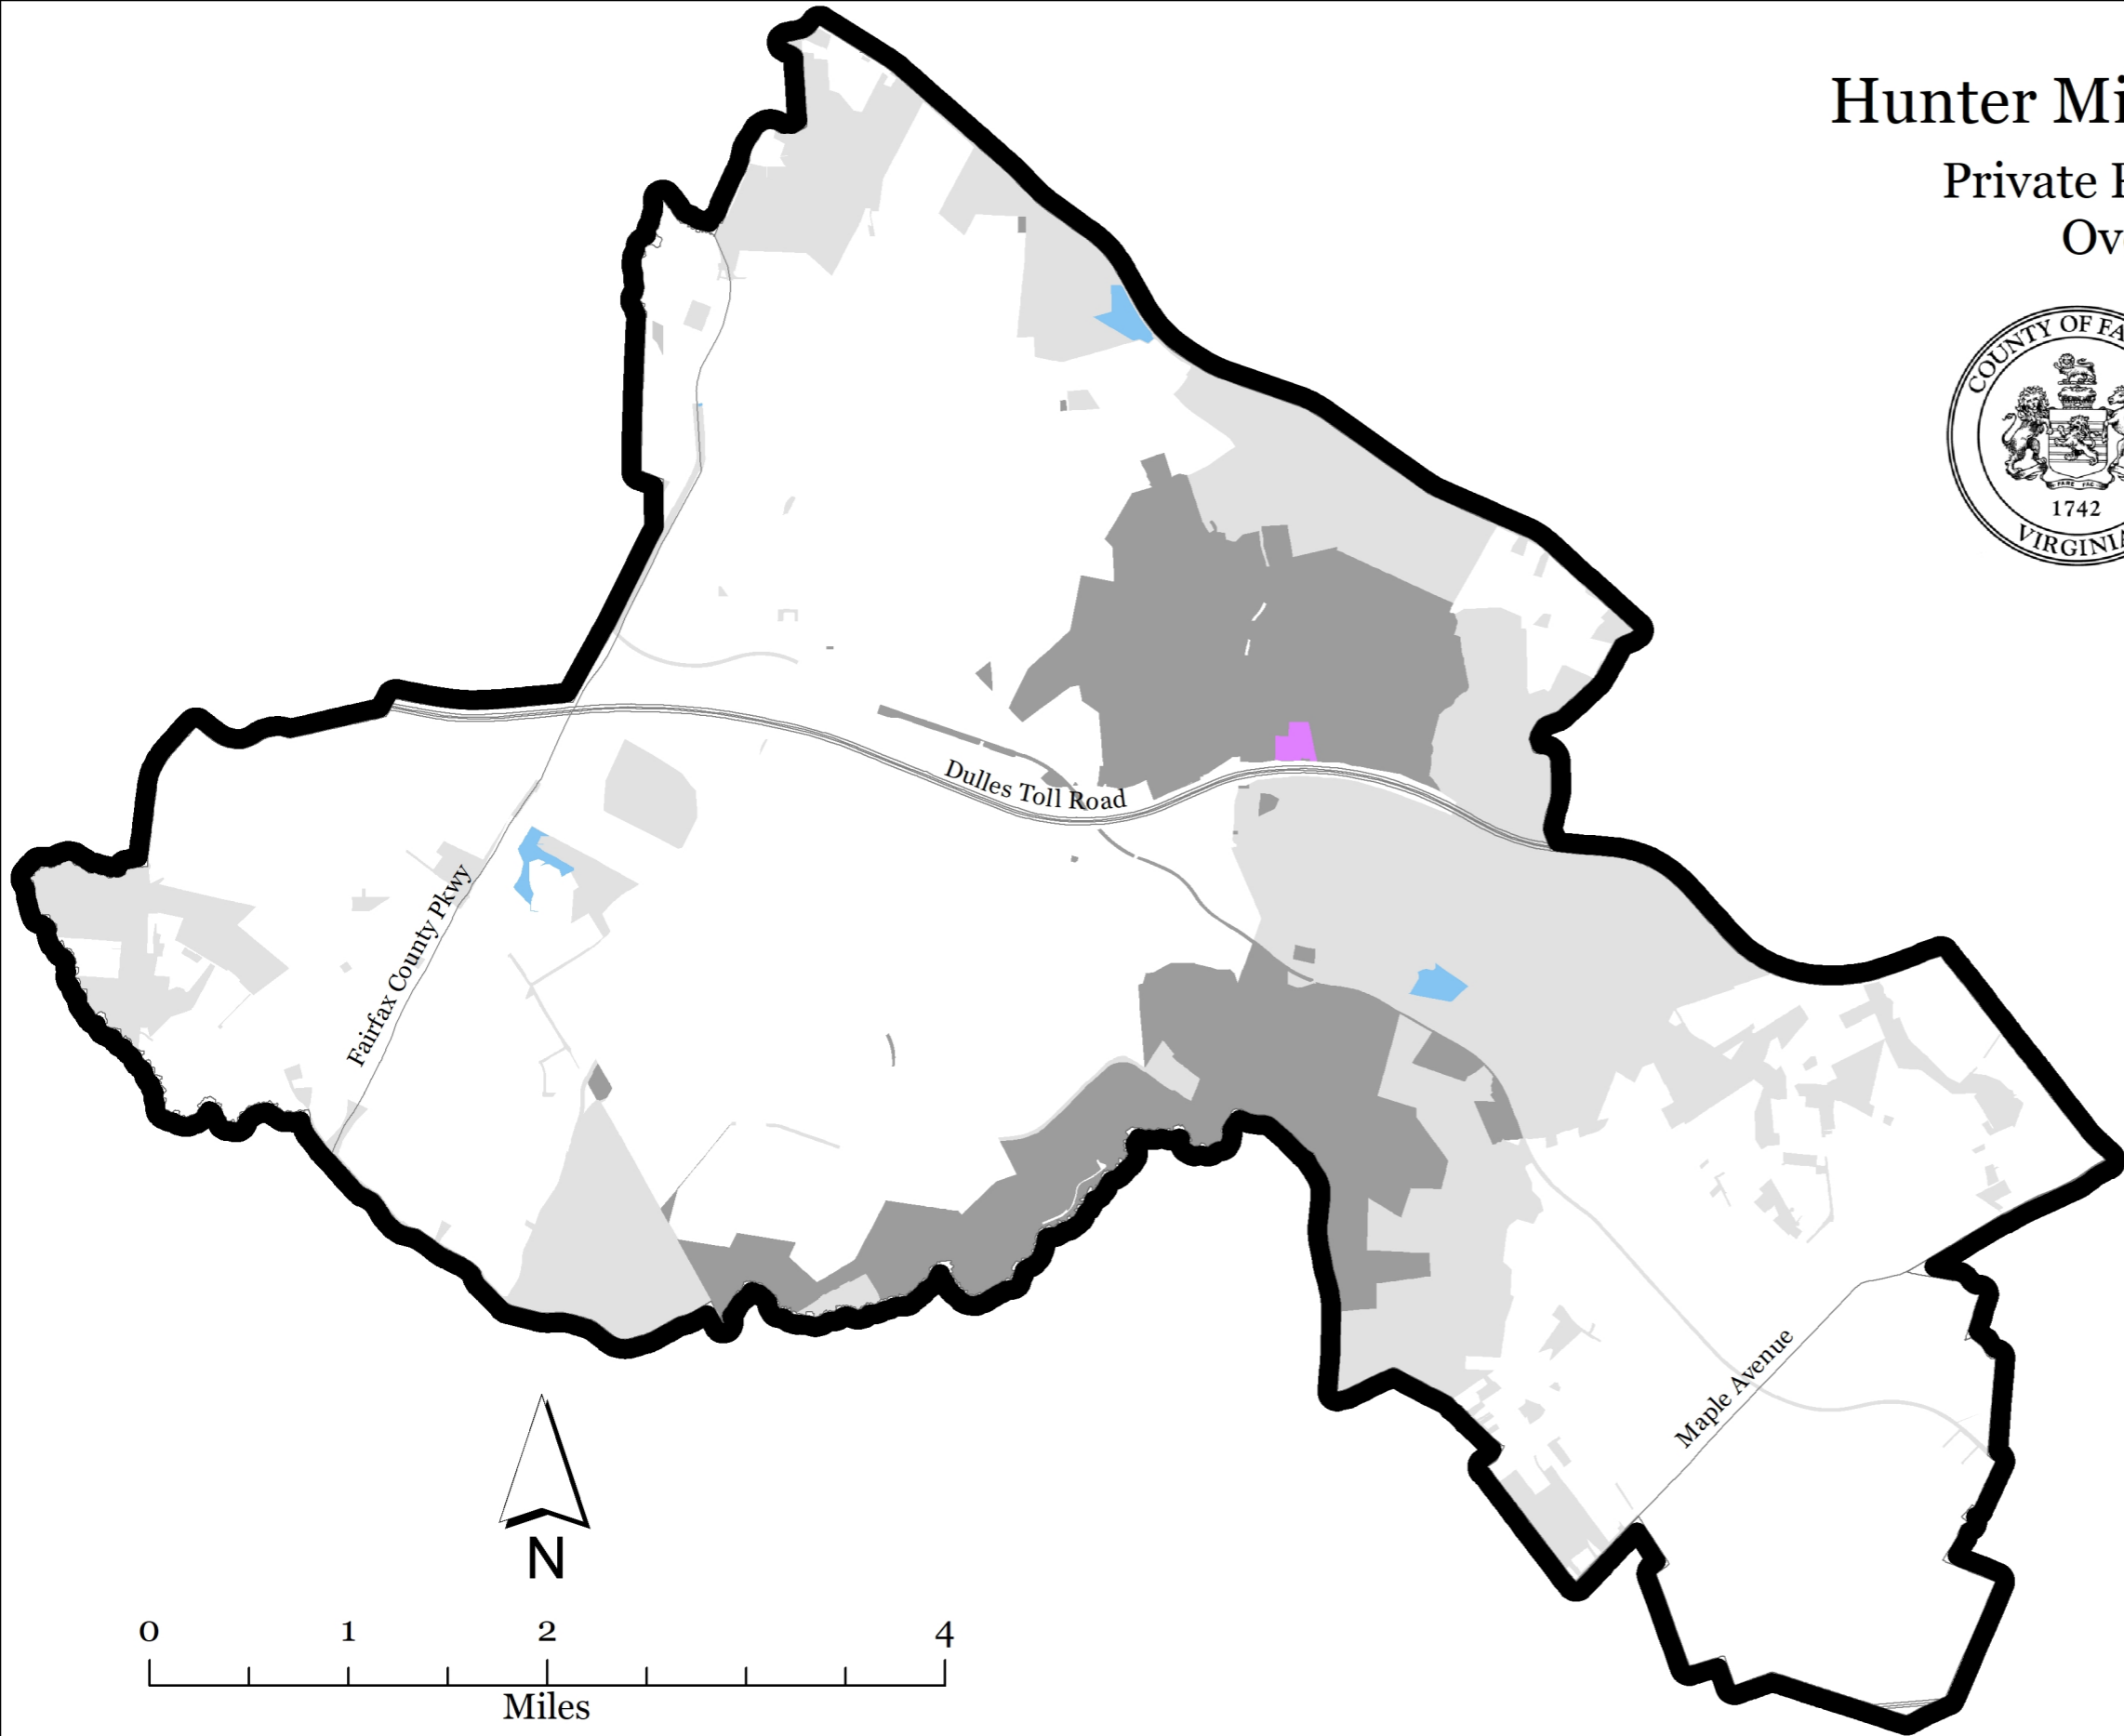 Hunter Mi
Private
Ov
COUNTY OF FA
1742
VIRGINIA
Dulles Toll Road
Fairfax County Pkwy
Maple Avenue
N
0 1 2 4
Miles